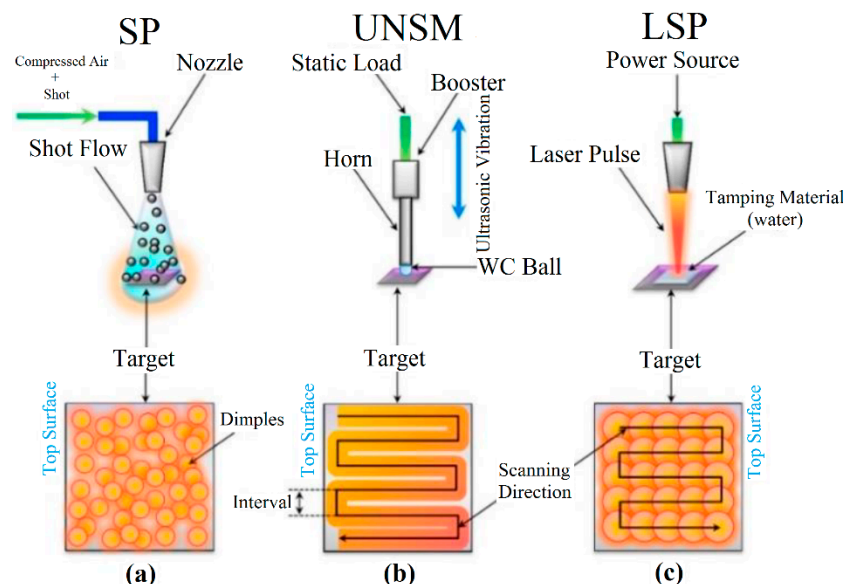 SP
Compressed Air
+
Shot
Nozzle
Shot Flow
Target
Top Surface
Dimples
(a)
UNSM
Static Load
Booster
Horn
Ultrasonic Vibration
WC Ball
Target
Top Surface
Interval
(b)
LSP
Power Source
Laser Pulse
Tamping Material
(water)
Target
Scanning
Direction
Top Surface
(c)